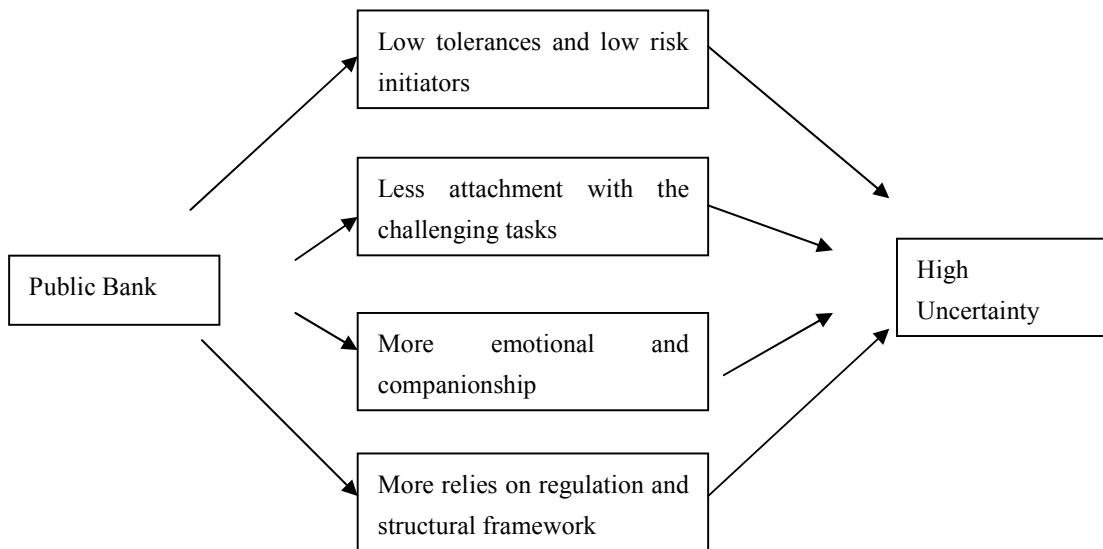 Low tolerances and low risk
initiators
Less attachment with the
challenging tasks
Public Bank
High
Uncertainty
More emotional and
companionship
More relies on regulation and
structural framework